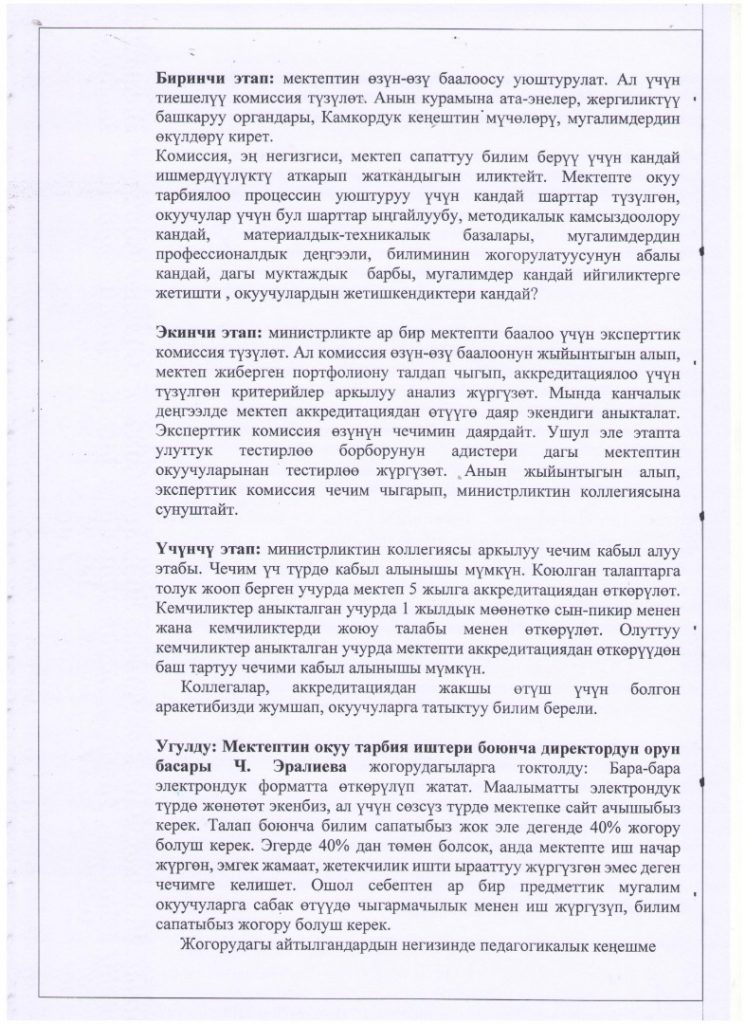 Биринчи этап: мектептин өзүн-өзү баалоосу уюштурулат. Ал үчүн
тиешелүү комиссия түзүлөт. Анын курамына ата-энелер, жергиликтүү
башкаруу органдары, Камкордук кеңештин мүчөлөрү, мугалимдердин
өкүлдөрү кирет.
Комиссия, эң негизгиси, мектеп сапаттуу билим берүү үчүн кандай
ишмердүүлүктү аткарып жаткандыгын иликтейт. Мектепте окуу
тарбиялоо процессин уюштуруу үчүн кандай шарттар түзүлгөн,
окуучулар үчүн бул шарттар ыңгайлуубу, методикалык камсыздоолору
кандай, материалдык-техникалык базалары, мугалимдердин
профессионалдык деңгээли, билиминин жогорулатуусунун абалы
кандай, дагы муктаждык барбы, мугалимдер кандай ийгиликтерге
жетишти , окуучулардын жетишкендиктери кандай?
Экинчи этап: министрликте ар бир мектепти баалоо үчүн эксперттик
комиссия түзүлөт. Ал комиссия өзүн-өзү баалоонун жыйынтыгын алып,
мектеп жиберген портфолиону талдап чыгып, аккредитациялоо үчүн
түзүлгөн критерийлер аркылуу анализ жүргүзөт. Мында канчалык
деңгээлде мектеп аккредитациядан өтүүгө даяр экендиги аныкталат.
Эксперттик комиссия өзүнүн чечимин даярдайт. Ушул эле этапта
улуттук тестирлөө борборунун адистери дагы мектептин
окуучуларынан тестирлөө жүргүзөт. Анын жыйынтыгын алып,
эксперттик комиссия чечим чыгарып, министрликтин коллегиясына
сунуштайт.
Үчүнчү этап: министрликтин коллегиясы аркылуу чечим кабыл алуу
этабы. Чечим үч түрдө кабыл алынышы мүмкүн. Коюлган талаптарга
толук жооп берген учурда мектеп 5 жылга аккредитациядан өткөрүлөт.
Кемчиликтер аныкталган учурда 1 жылдык мөөнөткө сын-пикир менен
жана кемчиликтерди жоюу талабы менен өткөрүлөт. Олуттуу
кемчиликтер аныкталган учурда мектепти аккредитациядан өткөрүүдөн
баш тартуу чечими кабыл алынышы мүмкүн.
Коллегалар, аккредитациядан жакшы өтүш үчүн болгон
аракетибизди жумшап, окуучуларга татыктуу билим берели.
Угулду: Мектептин окуу тарбия иштери боюнча директордун орун
басары Ч. Эралиева жогорудагыларга токтолду: Бара-бара
электрондук форматта өткөрүлүп жатат. Маалыматты электрондук
түрдө жөнөтөт экенбиз, ал үчүн сөзсүз түрдө мектепке сайт ачышыбыз
керек. Талап боюнча билим сапатыбыз жок эле дегенде 40% жогору
болуш керек. Эгерде 40% дан төмөн болсок, анда мектепте иш начар
жүргөн, эмгек жамаат, жетекчилик ишти ырааттуу жүргүзгөн эмес деген
чечимге келишет. Ошол себептен ар бир предметтик мугалим
окуучуларга сабак өтүүдө чыгармачылык менен иш жүргүзүп, билим
сапатыбыз жогору болуш керек.
Жогорудагы айтылгандардын негизинде педагогикалык кеңешме